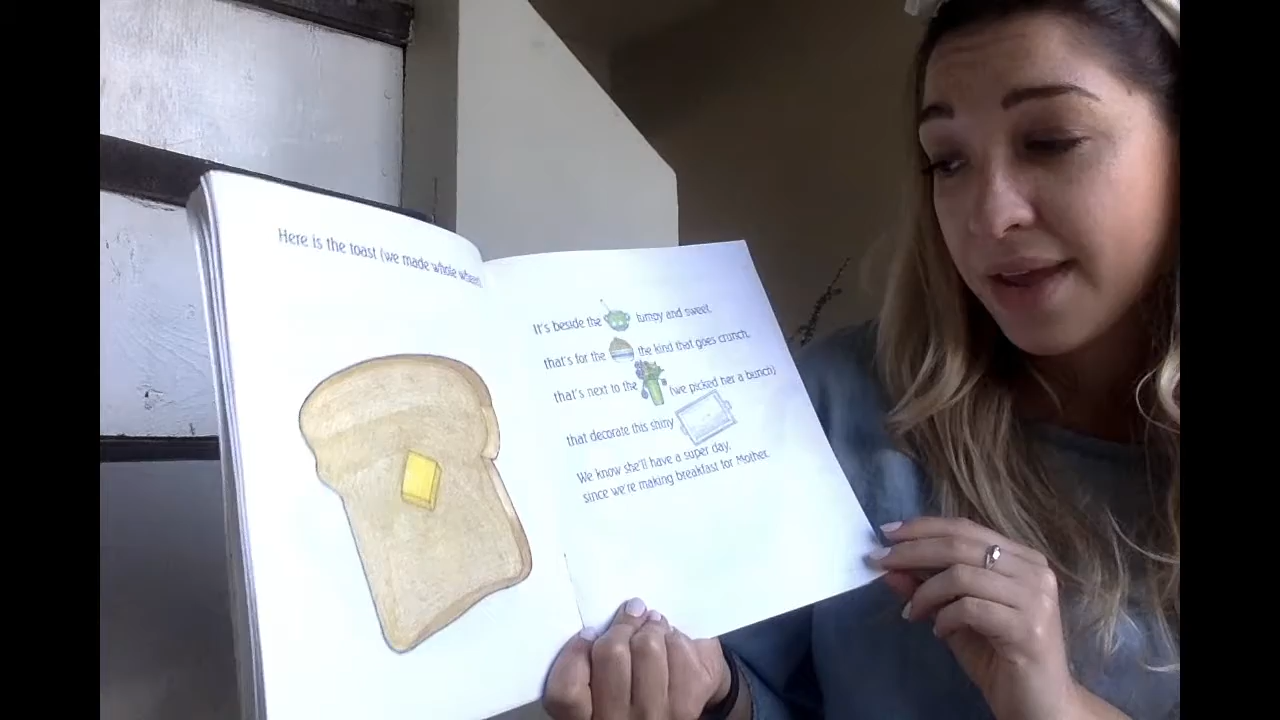 Here is the toast (we made whole wheat)
It's beside the lumpy and sweet,
that's for the the kind that goes crunch,
that's next to the (we picked her a bunch)
that decorate this shiny
We know she'll have a super day,
since we're making breakfast for Mother.